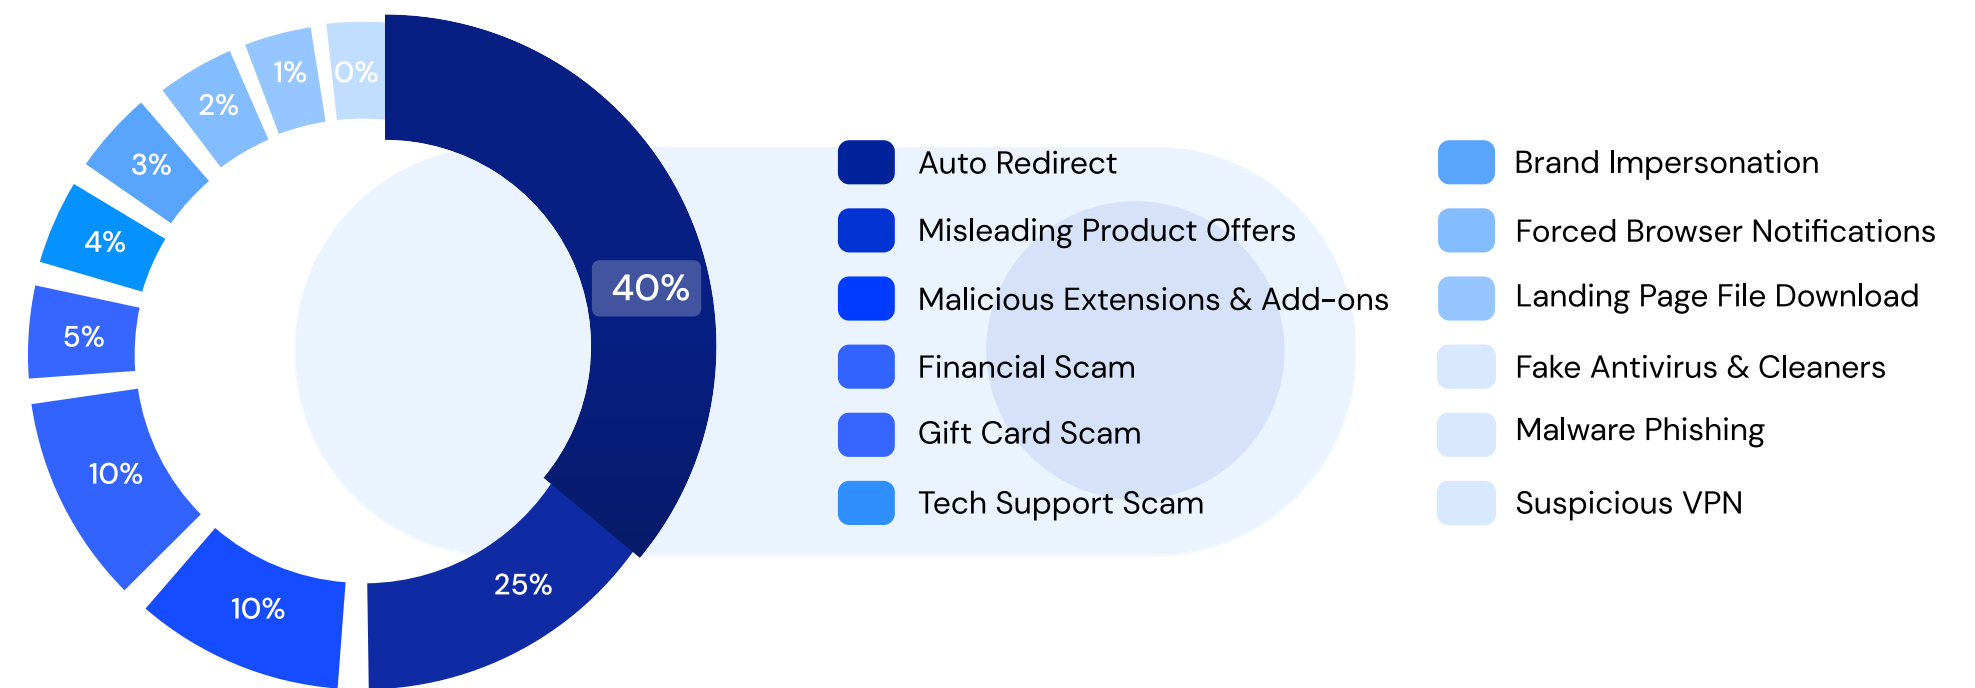 0%
1%
2%
3%
4%
5%
10%
10%
25%
40%
Auto Redirect
Misleading Product Offers
Malicious Extensions & Add-ons
Financial Scam
Gift Card Scam
Tech Support Scam
Brand Impersonation
Forced Browser Notifications
Landing Page File Download
Fake Antivirus & Cleaners
Malware Phishing
Suspicious VPN